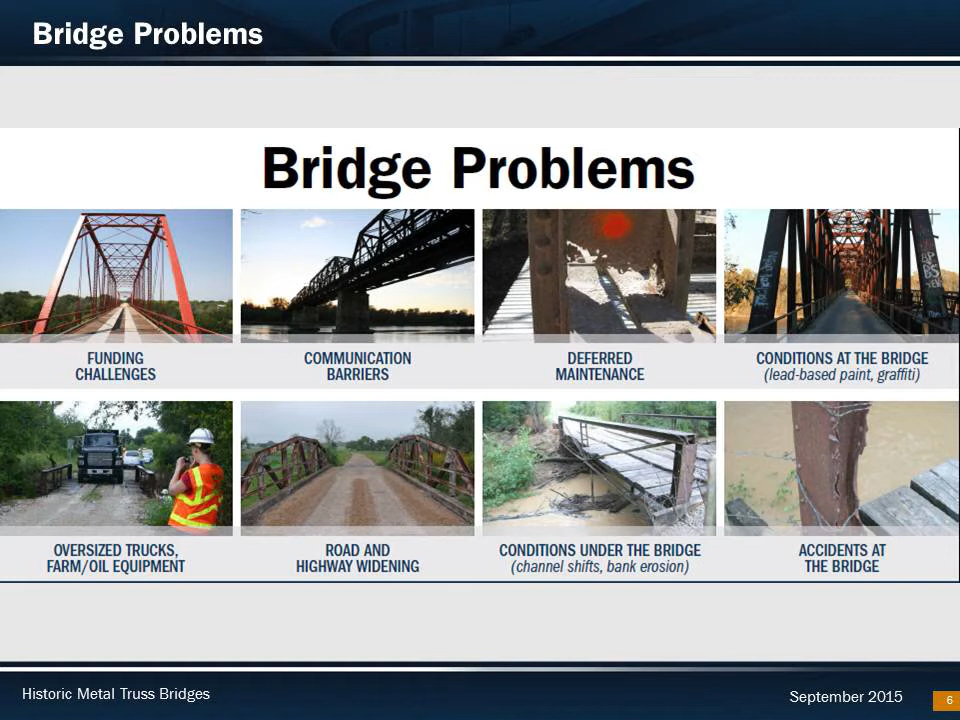 Bridge Problems
Bridge Problems
FUNDING
CHALLENGES
COMMUNICATION
BARRIERS
DEFERRED
MAINTENANCE
CONDITIONS AT THE BRIDGE
(lead-based paint, graffiti)
OVERSIZED TRUCKS,
FARM/OIL EQUIPMENT
ROAD AND
HIGHWAY WIDENING
CONDITIONS UNDER THE BRIDGE
(channel shifts, bank erosion)
ACCIDENTS AT
THE BRIDGE
Historic Metal Truss Bridges
September 2015
6